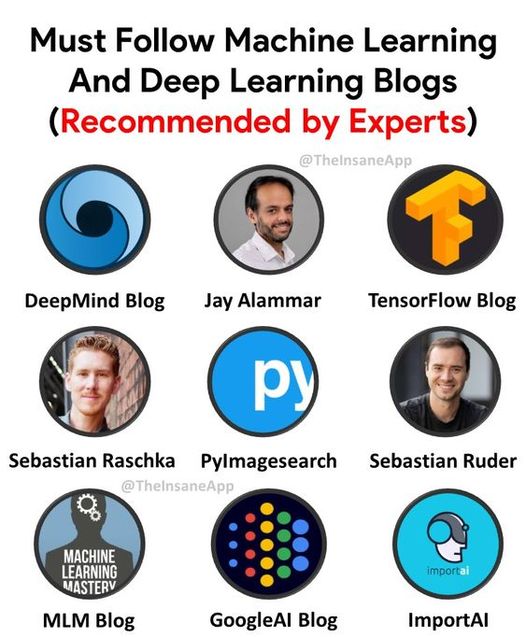 Must Follow Machine Learning
And Deep Learning Blogs
(Recommended by Experts)
@TheInsaneApp
DeepMind Blog
Jay Alammar
TensorFlow Blog
py
Sebastian Raschka
PyImagesearch
Sebastian Ruder
@TheInsaneApp
MACHINE
LEARNING
MASTERY
importai
MLM Blog
GoogleAI Blog
ImportAI